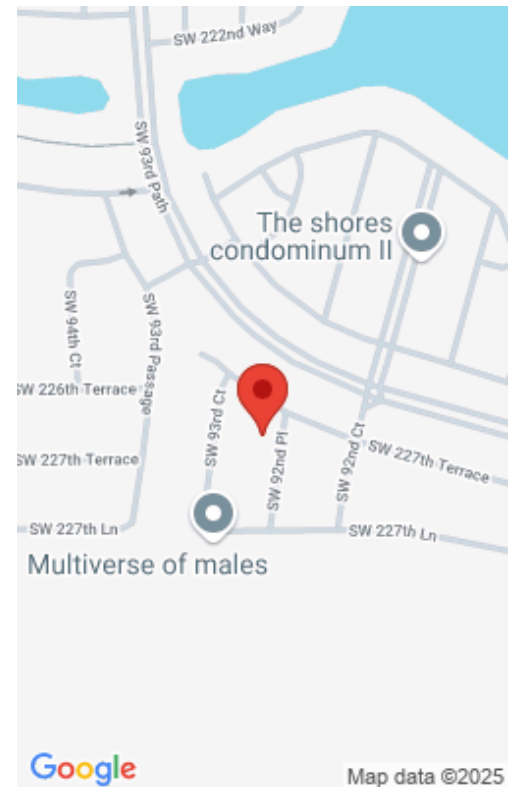 SW 222nd Way
SW 93rd Path
The shores
condominum II
SW 94th Ct
SW 93rd Passage
SW 226th Terrace
SW 93rd Ct
SW 92nd Pl
SW 92nd Ct
SW 227th Terrace
SW 227th Terrace
SW 227th Ln
SW 227th Ln
Multiverse of males
Google
Map data ©2025